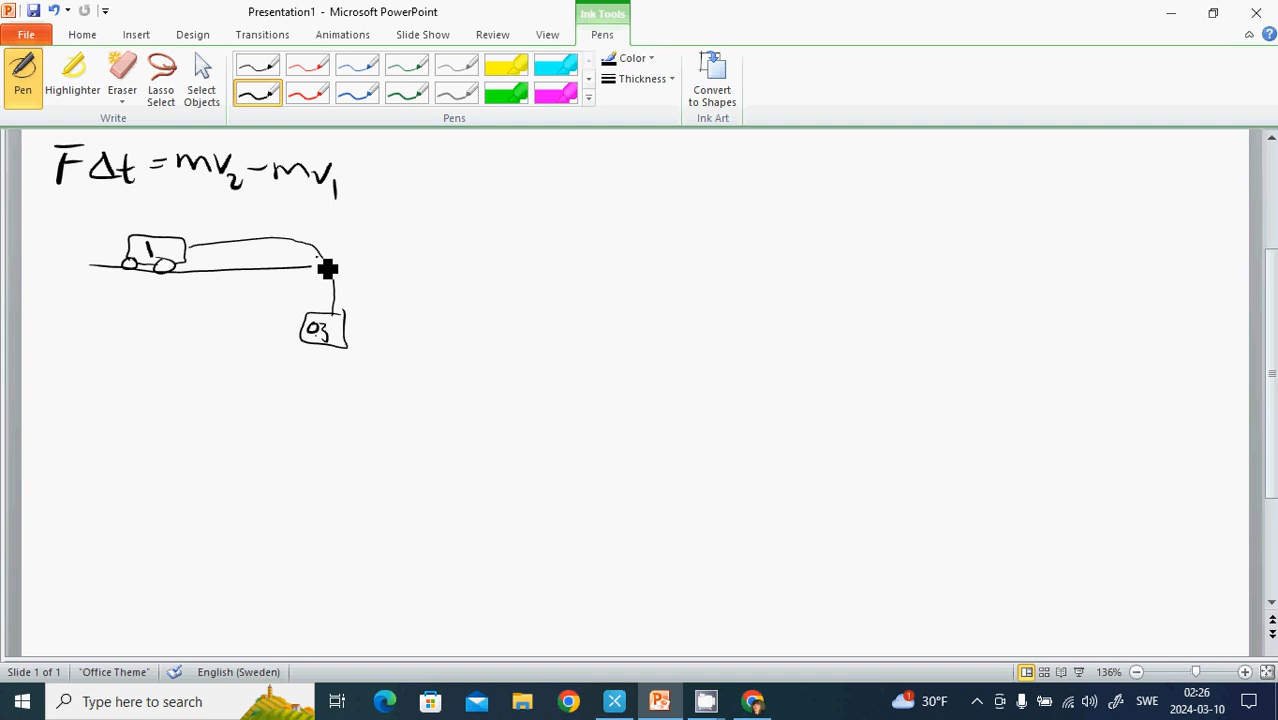 Presentation1 - Microsoft PowerPoint
Ink Tools
File Home Insert Design Transitions Animations Slide Show Review View Pens
Pen
Highlighter
Eraser
Lasso Select
Select Objects
Color
Thickness
Convert to Shapes
Write
Pens
Ink Art
F̅ Δt = mv₂ - mv₁
1
03
Slide 1 of 1
"Office Theme"
English (Sweden)
136%
Type here to search
1
30°F
SWE
02:26
2024-03-10